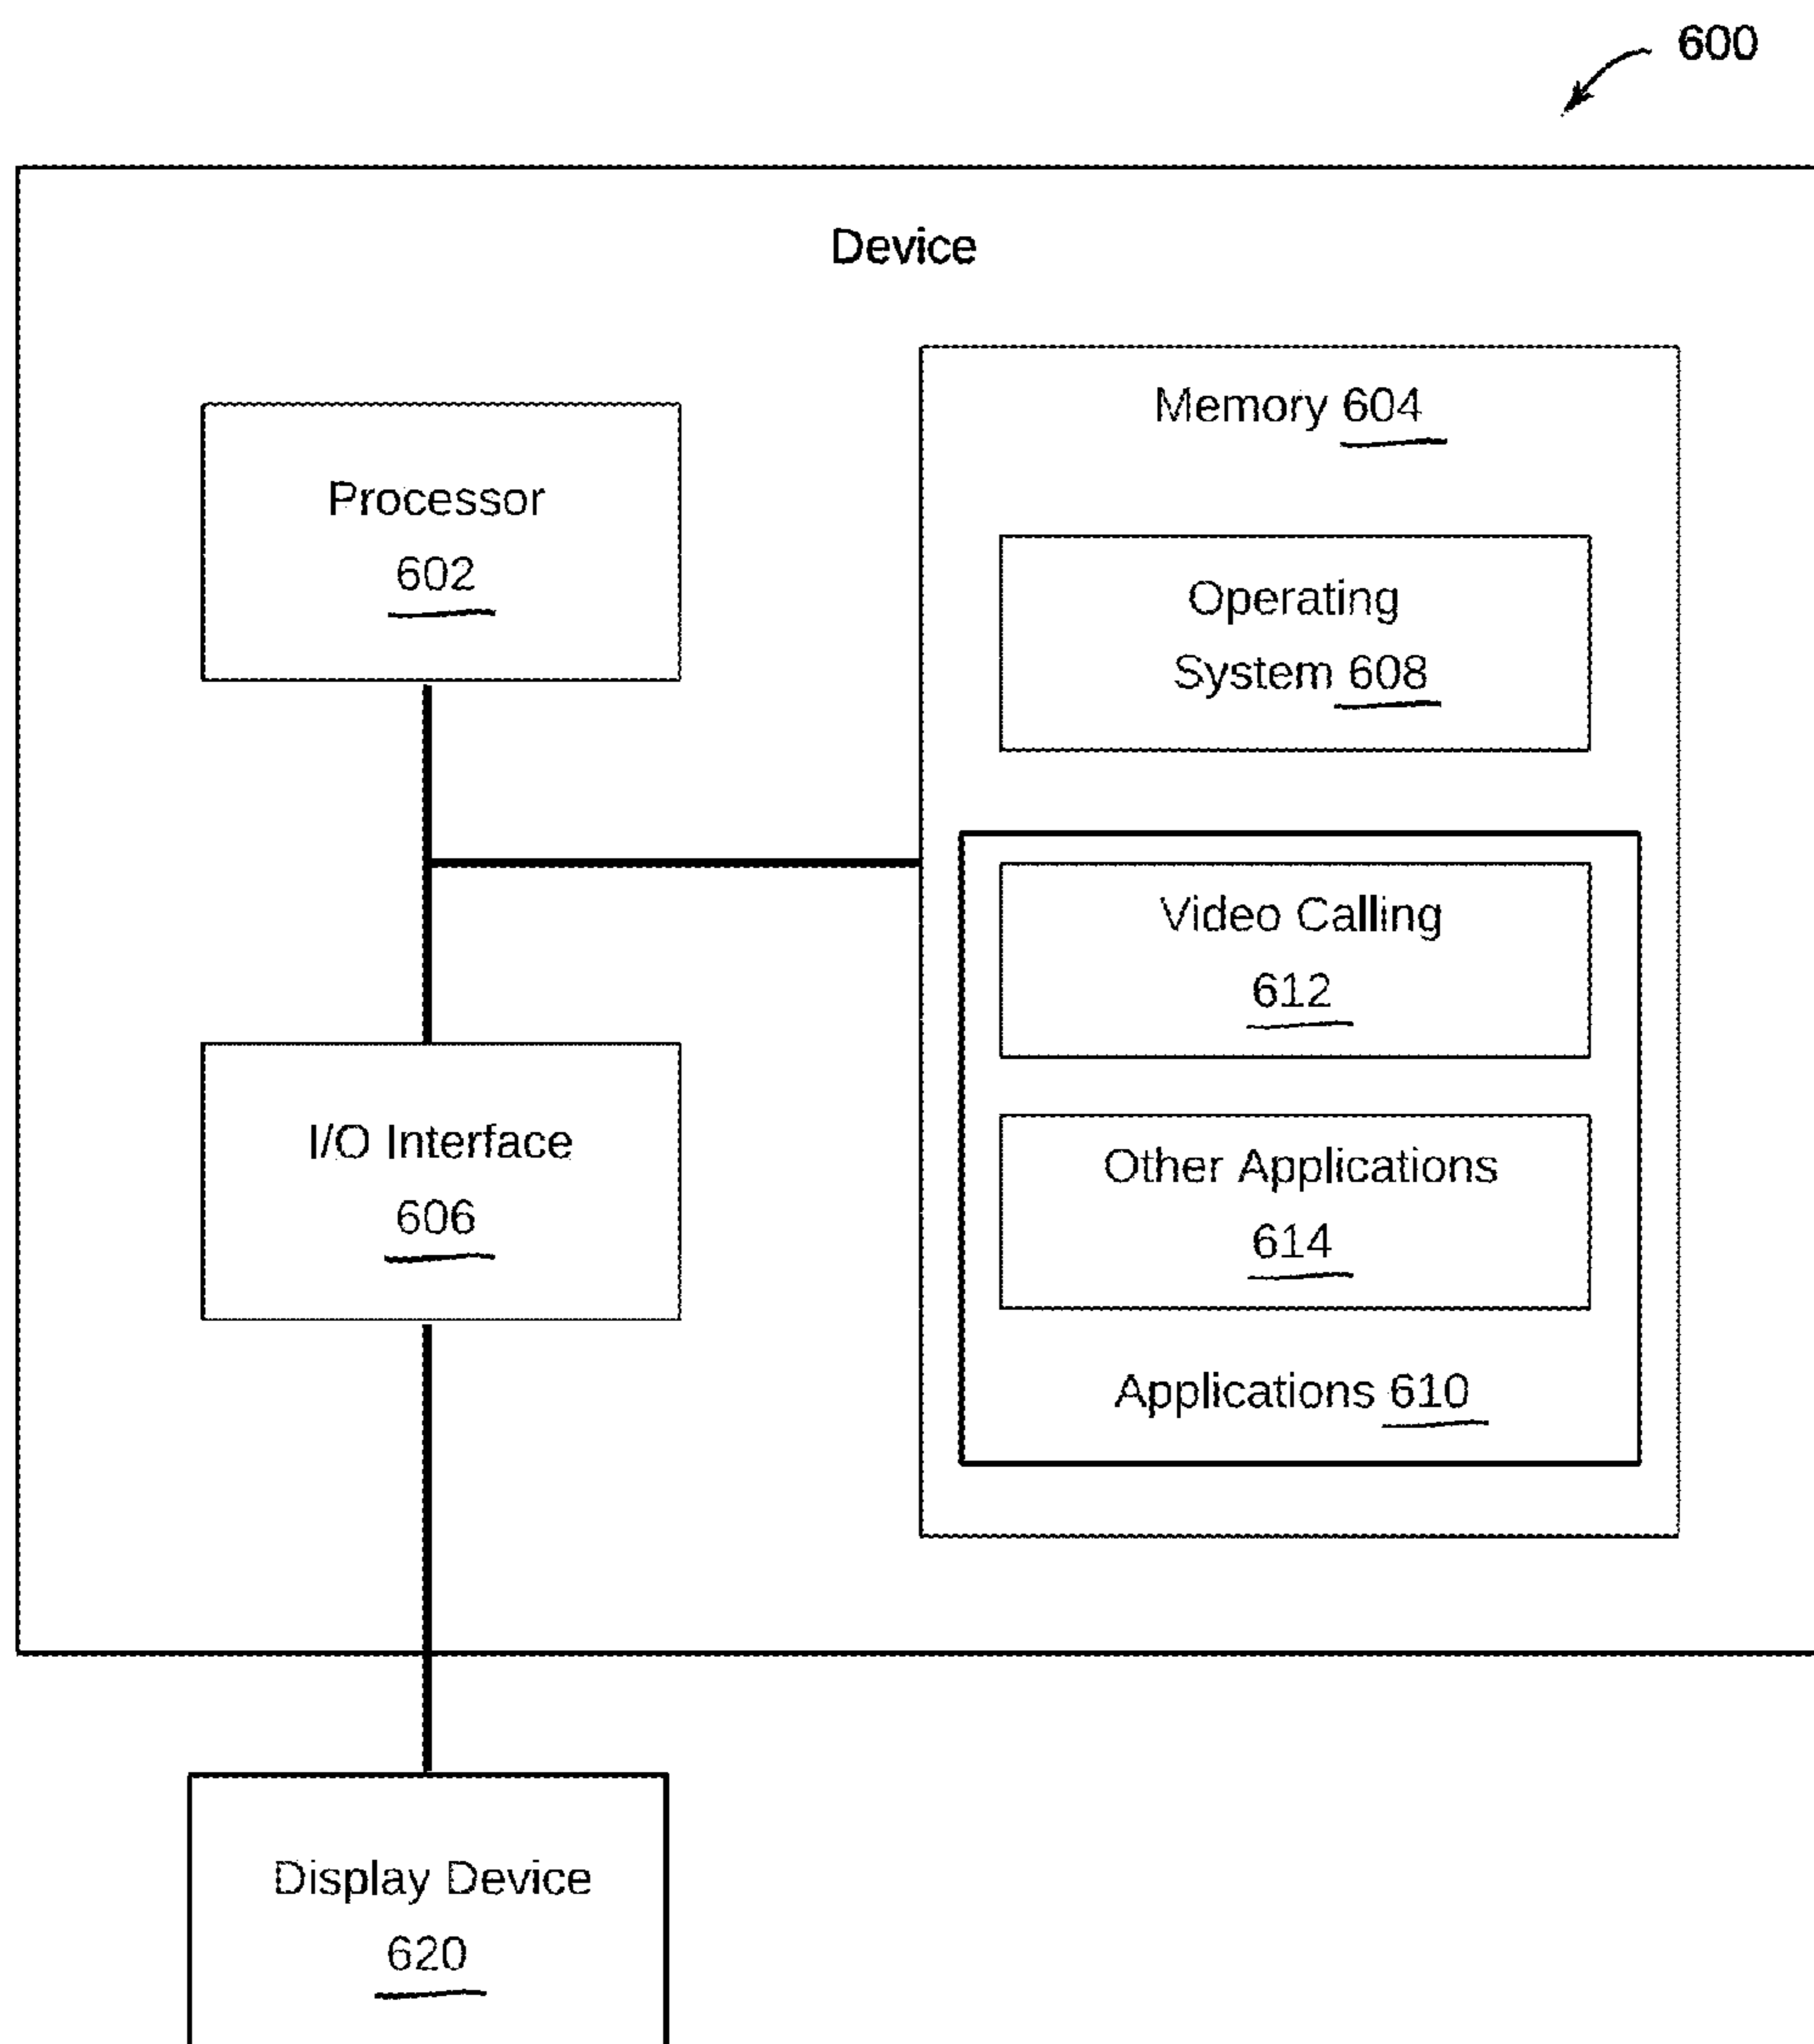 600
Device
Processor
602
Memory 604
Operating
System 608
Video Calling
612
I/O Interface
606
Other Applications
614
Applications 610
Display Device
620